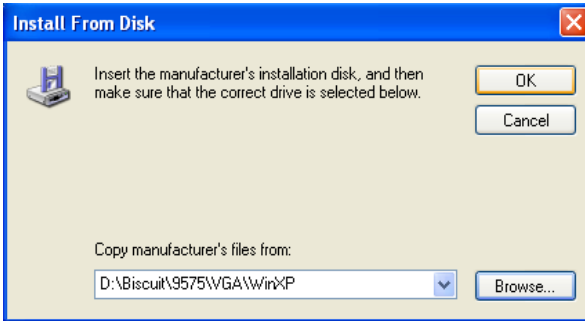 Install From Disk
Insert the manufacturer's installation disk, and then
make sure that the correct drive is selected below.
OK
Cancel
Copy manufacturer's files from:
D:\Biscuit\9575\VGA\WinXP
Browse...